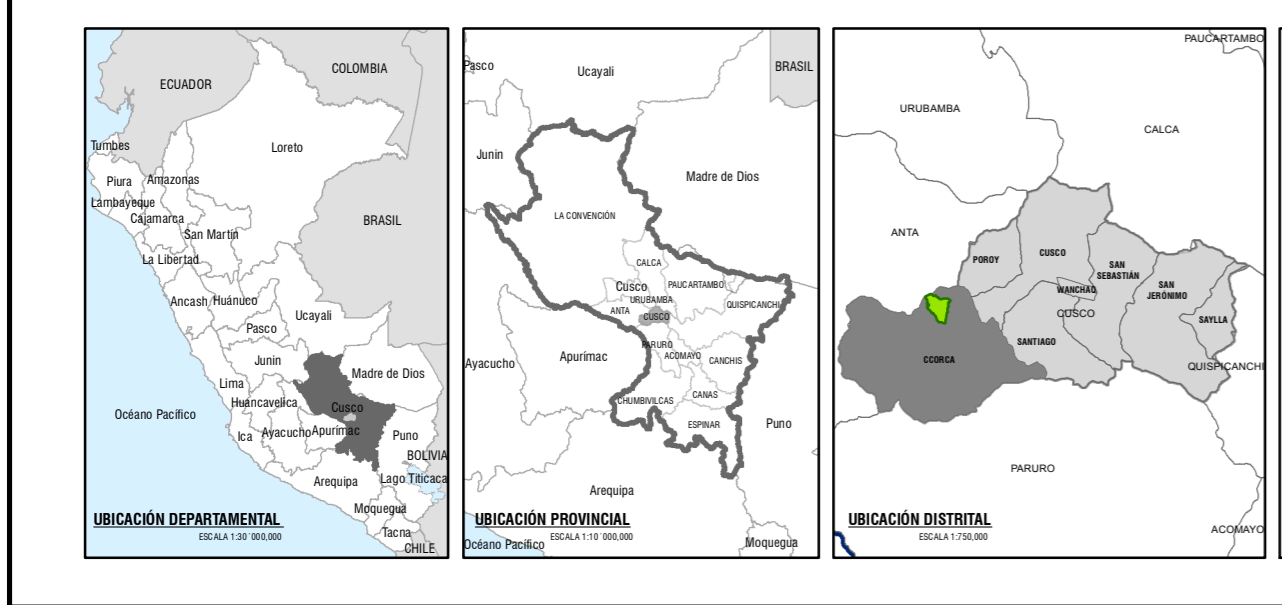 COLOMBIA
ECUADOR
Tumbes
Loreto
Piura
Amazonas
Lambayeque
Cajamarca
BRASIL
San Martín
La Libertad
Ancash
Huánuco
Ucayali
Pasco
Junin
Madre de Dios
Lima
Huancavelica
Cusco
Océano Pacífico
Ica
Ayacucho
Apurímac
Puno
BOLIVIA
Arequipa
Lago Titicaca
Moquegua
Tacna
CHILE
UBICACIÓN DEPARTAMENTAL
ESCALA 1:30´000,000
Pasco
Ucayali
BRASIL
Junin
Madre de Dios
LA CONVENCIÓN
CALCA
Cusco
PAUCARTAMBO
URUBAMBA
QUISPICANCHI
ANTA
CUSCO
PARURO
ACOMAYO
CANCHIS
Ayacucho
Apurímac
CHUMBIVILCAS
CANAS
ESPINAR
Puno
Arequipa
UBICACIÓN PROVINCIAL
ESCALA 1:10´000,000
Océano Pacífico
Moquegua
PAUCARTAMBO
URUBAMBA
CALCA
ANTA
POROY
CUSCO
SAN
SEBASTIÁN
WANCHAQ
SAN
JERÓNIMO
CUSCO
SAYLLA
SANTIAGO
CCORCA
QUISPICANCHI
PARURO
UBICACIÓN DISTRITAL
ESCALA 1:750,000
ACOMAYO